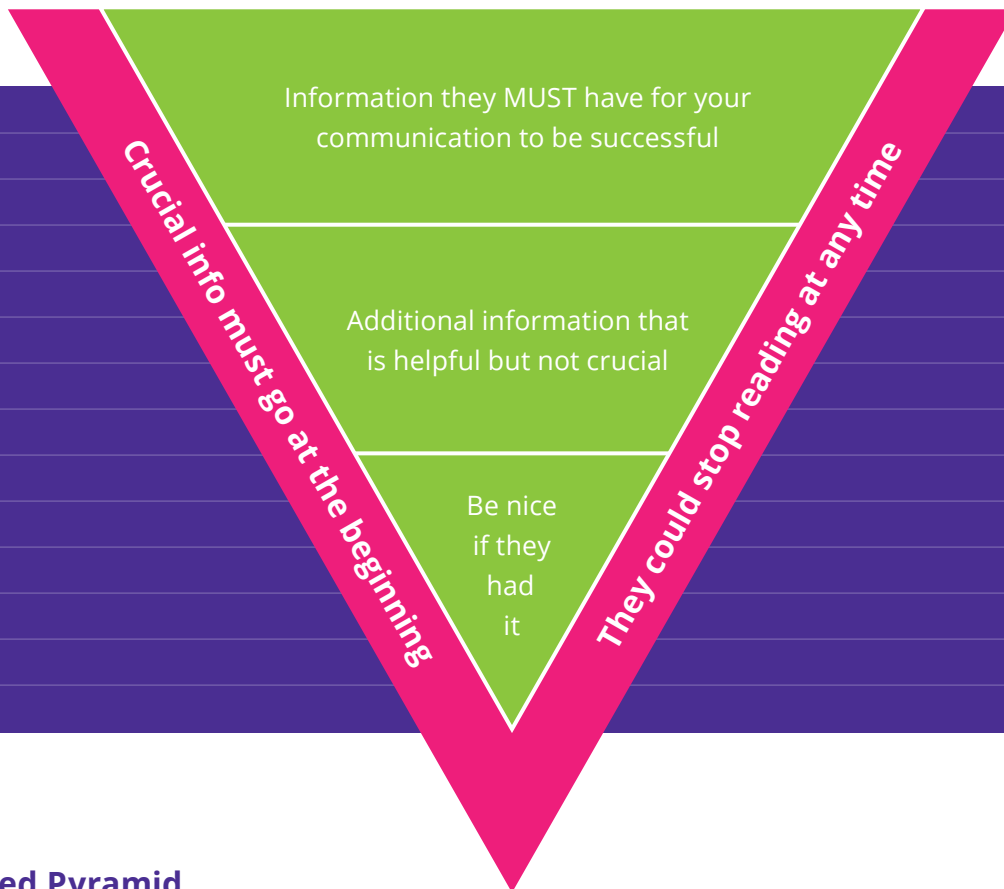 Information they MUST have for your
communication to be successful
Crucial info must go at the beginning
They could stop reading at any time
Additional information that
is helpful but not crucial
Be nice
if they
had
it
Pyramid